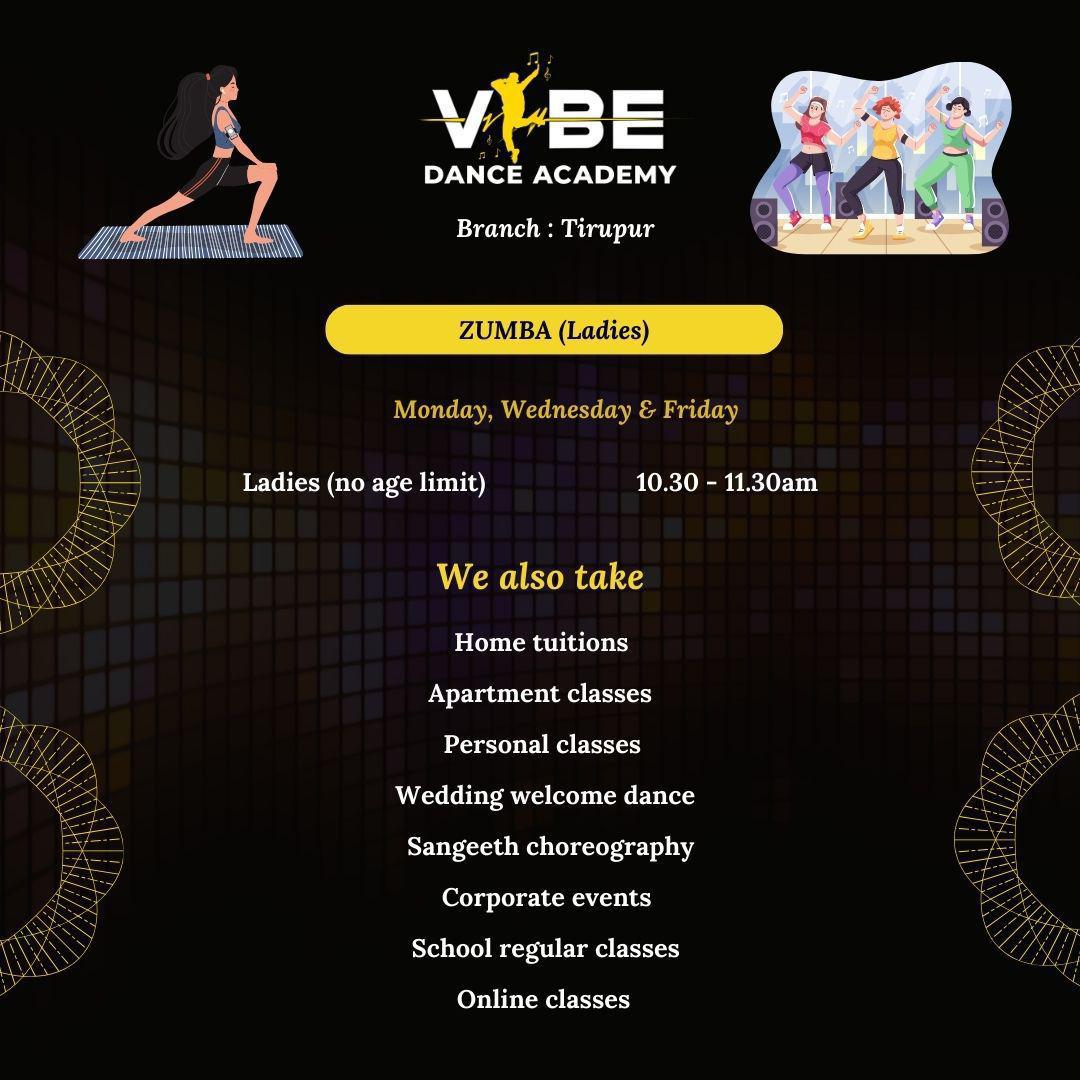 VIBE
DANCE ACADEMY
Branch : Tirupur
ZUMBA (Ladies)
Monday, Wednesday & Friday
Ladies (no age limit) 10.30 - 11.30am
We also take
Home tuitions
Apartment classes
Personal classes
Wedding welcome dance
Sangeeth choreography
Corporate events
School regular classes
Online classes